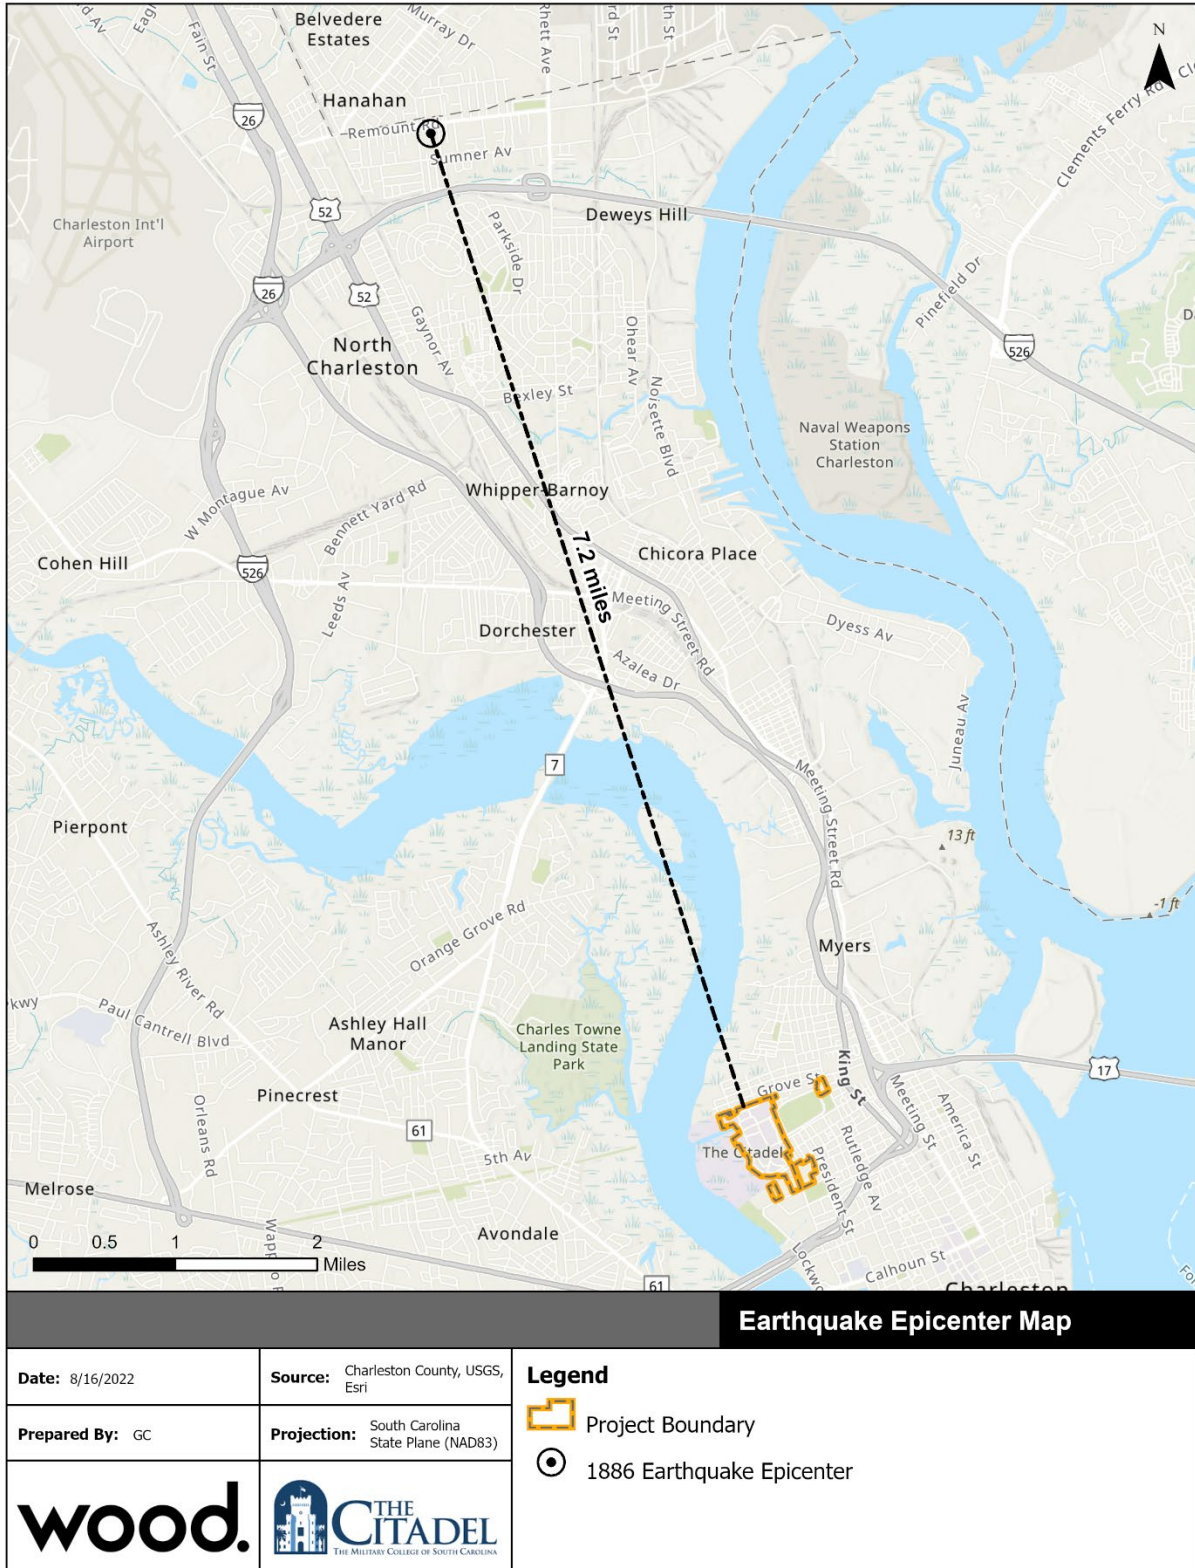 Belvedere
Estates
Murray Dr
Fain St
Rhett Ave
N
Hanahan
26
Remount Rd
Sumner Av
Clements Ferry Rd
52
Deweys Hill
Charleston Int'l
Airport
Parkside Dr
26
52
Pinefield Dr
Gaynor Av
Ohear Av
North
Charleston
526
Bexley St
Noisette Blvd
Naval Weapons
Station
Charleston
W Montague Av
Bennett Yard Rd
Whipper-Barnoy
7.2 miles
Chicora Place
Cohen Hill
526
Leeds Av
Meeting Street Rd
Dorchester
Dyess Av
Azalea Dr
Juneau Av
7
Meeting Street Rd
Pierpont
13 ft
-1 ft
Orange Grove Rd
Myers
Ashley River Rd
kwy
Paul Cantrell Blvd
Ashley Hall
Manor
Charles Towne
Landing State
Park
King St
17
Grove St
Pinecrest
Orleans Rd
Meeting St
America St
61
5th Av
The Citadel
President St
Rutledge Av
Melrose
Avondale
0 0.5 1 2
Miles
61
Calhoun St
Charleston
Earthquake Epicenter Map
Date: 8/16/2022
Source: Charleston County, USGS,
Esri
Prepared By: GC
Projection: South Carolina
State Plane (NAD83)
Legend
Project Boundary
1886 Earthquake Epicenter
wood.
THE
CITADEL
THE MILITARY COLLEGE OF SOUTH CAROLINA